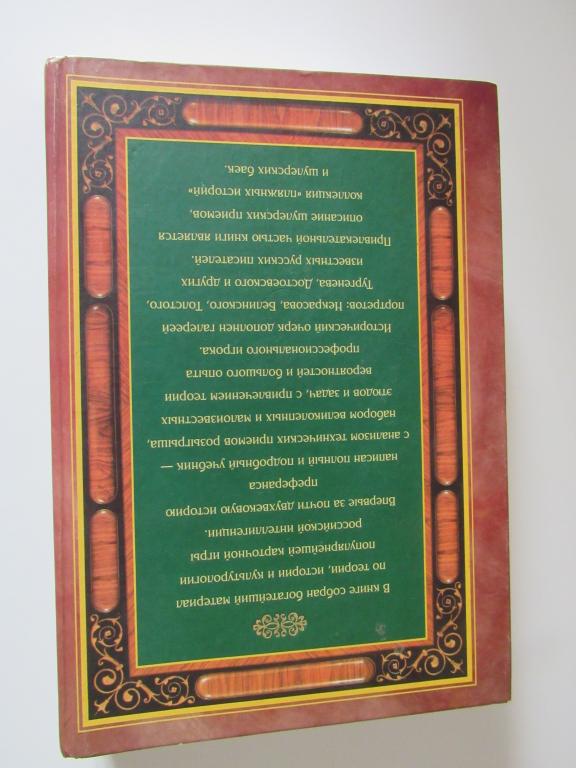 В книге собран богатейший материал
по теории, истории и культурологии
популярнейшей карточной игры
российской интеллигенции.
Впервые за почти двухвековую историю
преферанса
написан полный и подробный учебник —
с анализом технических приемов розыгрыша,
набором великолепных и малоизвестных
этюдов и задач, с привлечением теории
вероятностей и большого опыта
профессионального игрока.
Исторический очерк дополнен галереей
портретов: Некрасова, Белинского, Толстого,
Тургенева, Достоевского и других
известных русских писателей.
Привлекательной частью книги является
описание шулерских приемов,
коллекция «пляжных историй»
и шулерских баек.